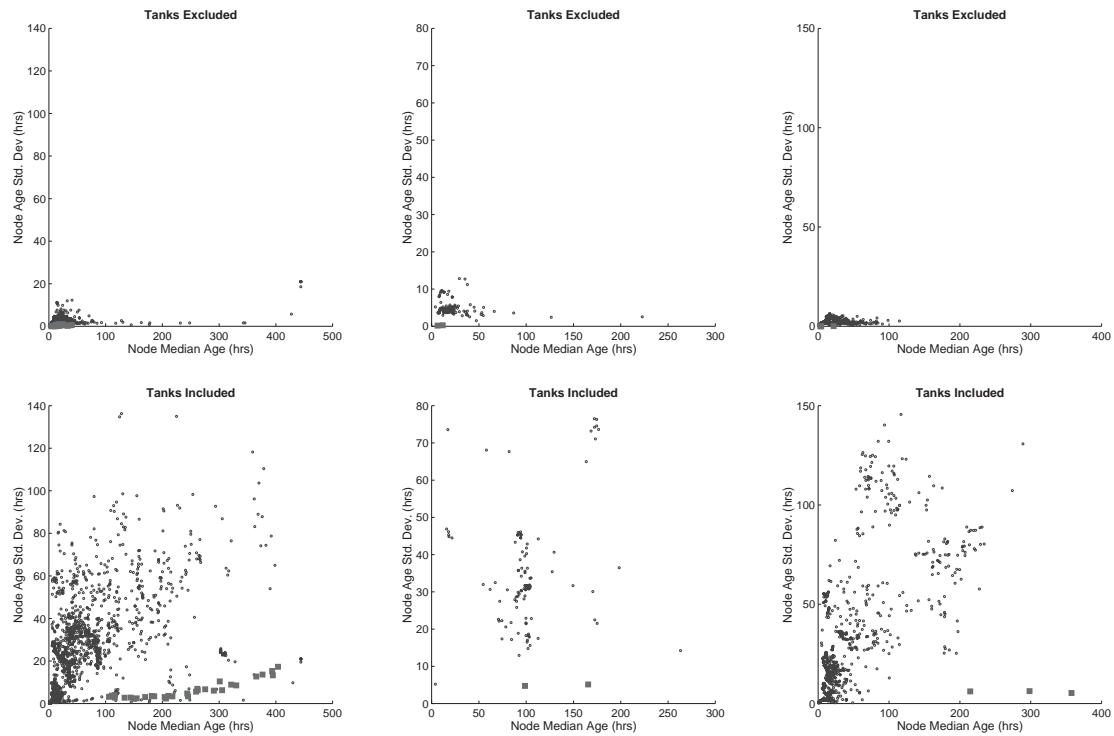 Tanks Excluded
140
120
100
80
60
40
20
0
Node Age Std. Dev (hrs)
0 100 200 300 400 500
Node Median Age (hrs)
Tanks Excluded
80
70
60
50
40
30
20
10
0
Node Age Std. Dev (hrs)
0 50 100 150 200 250 300
Node Median Age (hrs)
Tanks Excluded
150
100
50
0
Node Age Std. Dev (hrs)
0 100 200 300 400
Node Median Age (hrs)
Tanks Included
140
120
100
80
60
40
20
0
Node Age Std. Dev. (hrs)
0 100 200 300 400 500
Node Median Age (hrs)
Tanks Included
80
70
60
50
40
30
20
10
0
Node Age Std. Dev. (hrs)
0 50 100 150 200 250 300
Node Median Age (hrs)
Tanks Included
150
100
50
0
Node Age Std. Dev. (hrs)
0 100 200 300 400
Node Median Age (hrs)